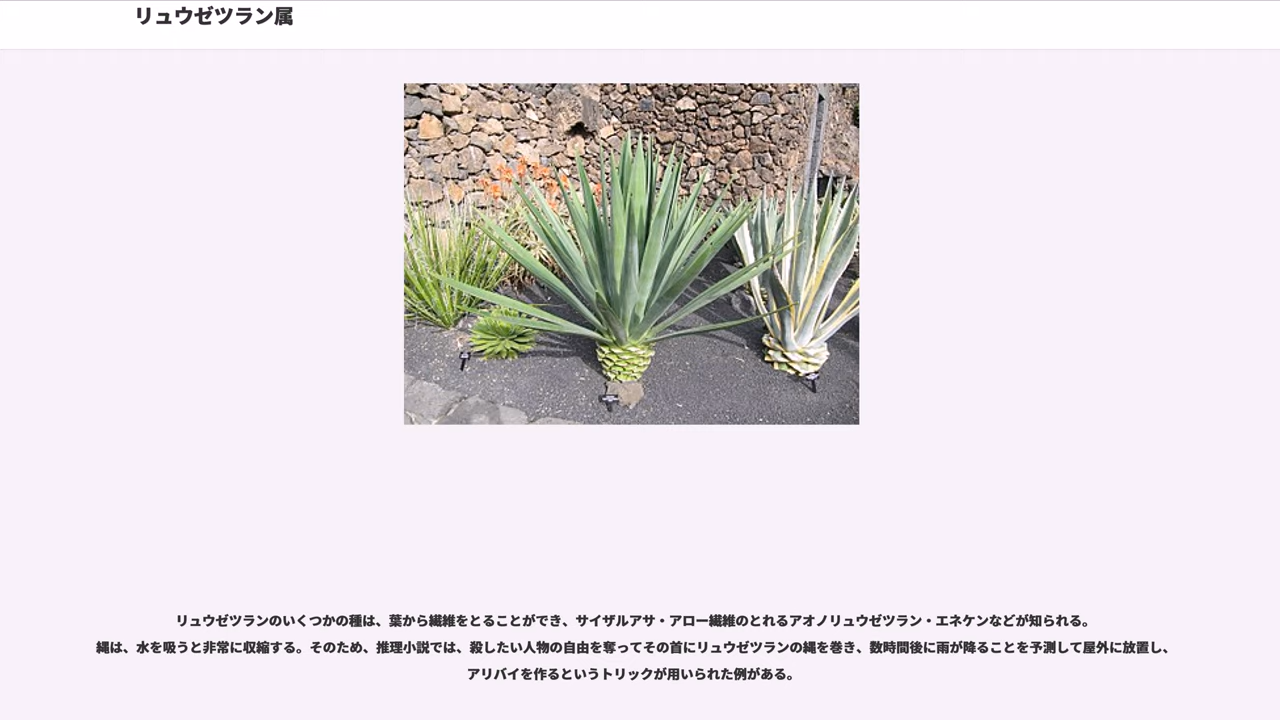 リュウゼツラン属
リュウゼツランのいくつかの種は、葉から繊維をとることができ、サイザルアサ・アロー繊維のとれるアオノリュウゼツラン・エネケンなどが知られる。
縄は、水を吸うと非常に収縮する。そのため、推理小説では、殺したい人物の自由を奪ってその首にリュウゼツランの縄を巻き、数時間後に雨が降ることを予測して屋外に放置し、
アリバイを作るというトリックが用いられた例がある。